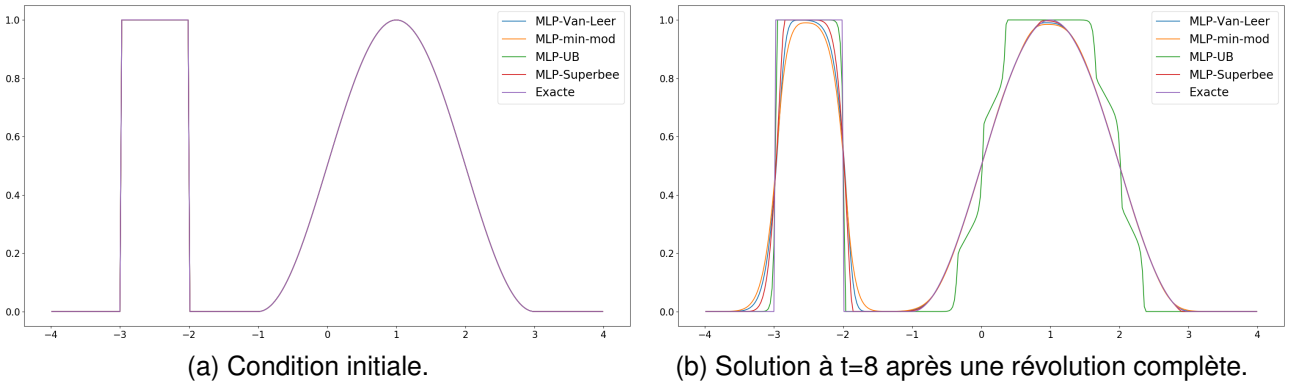 1.0
0.8
0.6
0.4
0.2
0.0
−4 −3 −2 −1 0 1 2 3 4
MLP-Van-Leer
MLP-min-mod
MLP-UB
MLP-Superbee
Exacte
(a) Condition initiale.
1.0
0.8
0.6
0.4
0.2
0.0
−4 −3 −2 −1 0 1 2 3 4
MLP-Van-Leer
MLP-min-mod
MLP-UB
MLP-Superbee
Exacte
(b) Solution à t=8 après une révolution complète.